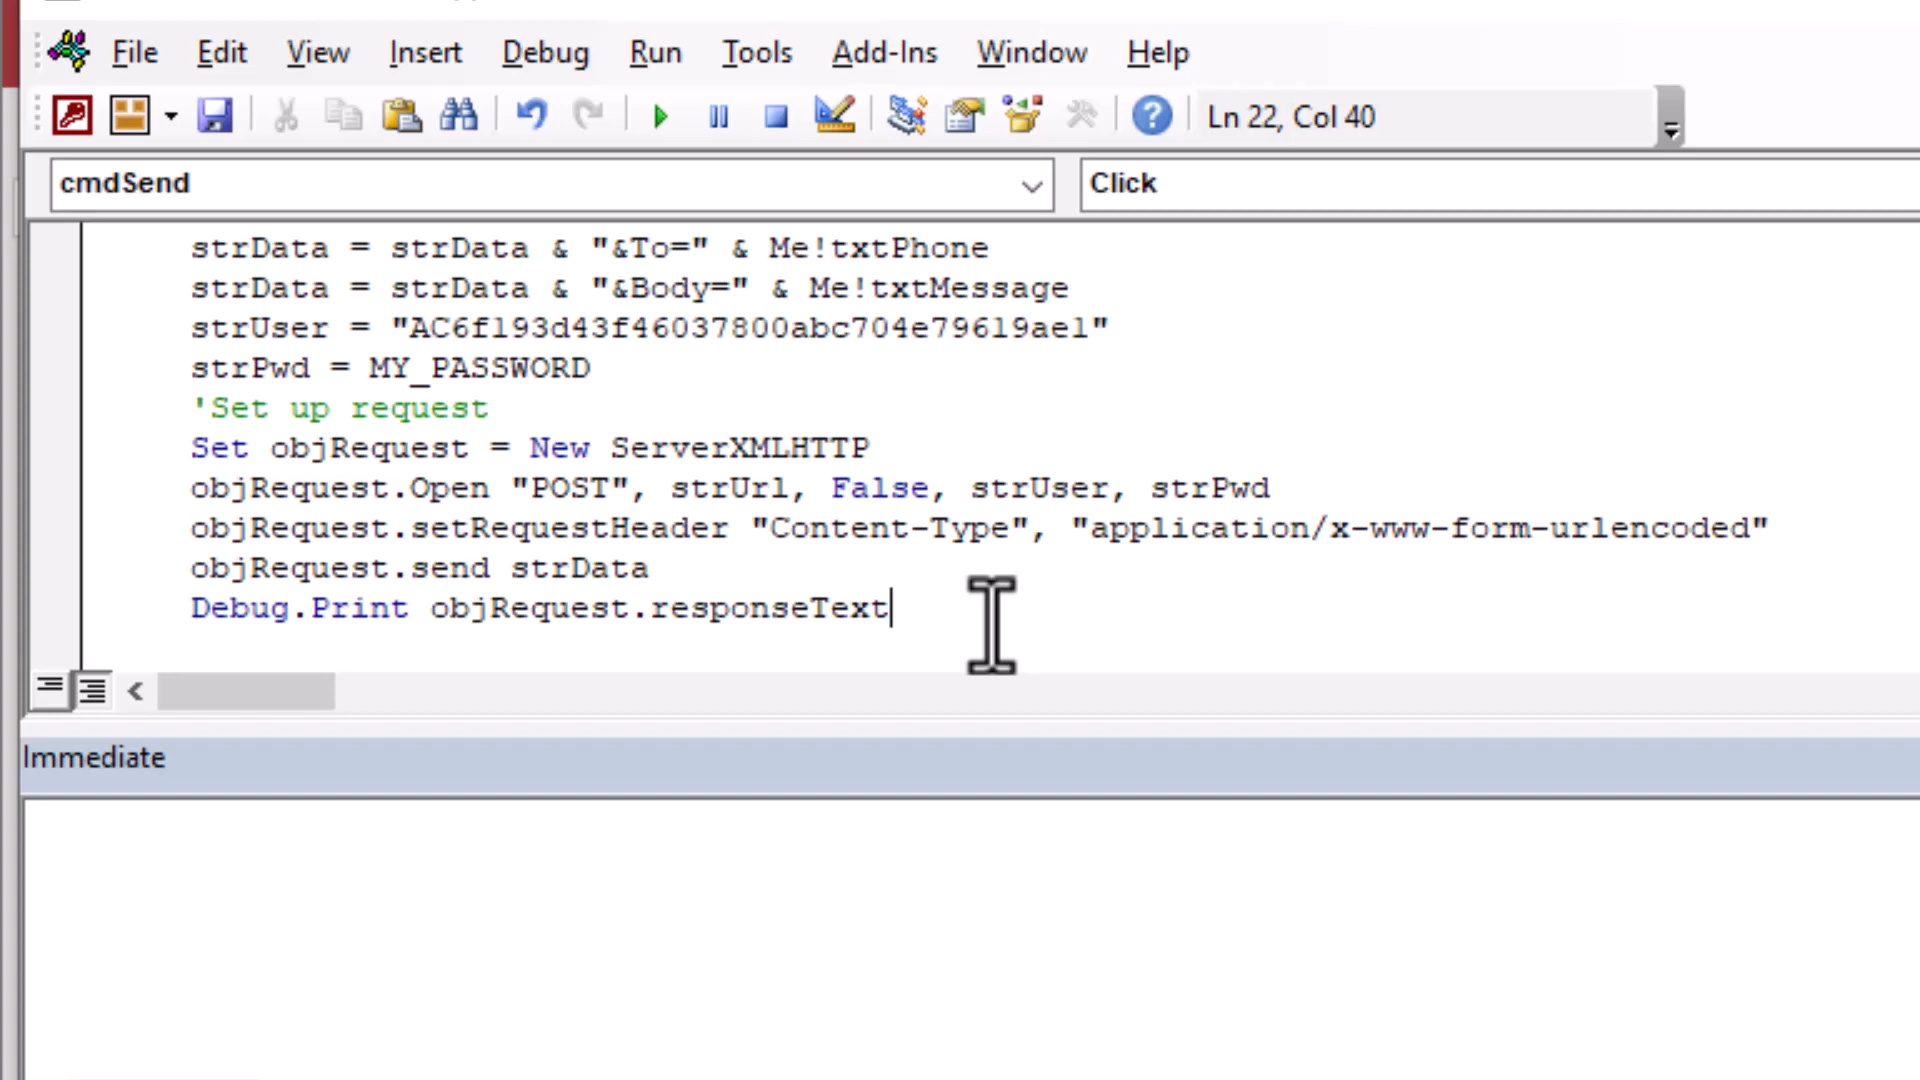 File Edit View Insert Debug Run Tools Add-Ins Window Help
Ln 22, Col 40
cmdSend Click
strData = strData & "&To=" & Me!txtPhone
strData = strData & "&Body=" & Me!txtMessage
strUser = "AC6f193d43f46037800abc704e79619ae1"
strPwd = MY_PASSWORD
'Set up request
Set objRequest = New ServerXMLHTTP
objRequest.Open "POST", strUrl, False, strUser, strPwd
objRequest.setRequestHeader "Content-Type", "application/x-www-form-urlencoded"
objRequest.send strData
Debug.Print objRequest.responseText
Immediate